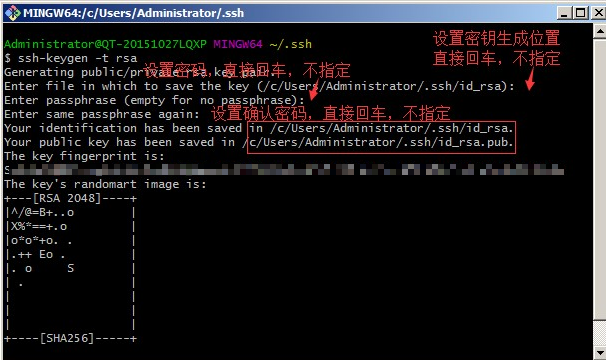 MINGW64:/c/Users/Administrator/.ssh
Administrator@QT-20151027LQXP MINGW64 ~/.ssh
设置密钥生成位置
直接回车，不指定
$ ssh-keygen -t rsa
Generating public/private rsa key pair.
设置密码，直接回车，不指定
Enter file in which to save the key (/c/Users/Administrator/.ssh/id_rsa):
Enter passphrase (empty for no passphrase):
Enter same passphrase again:
设置确认密码，直接回车，不指定
Your identification has been saved in /c/Users/Administrator/.ssh/id_rsa.
Your public key has been saved in /c/Users/Administrator/.ssh/id_rsa.pub.
The key fingerprint is:
S
The key's randomart image is:
+---[RSA 2048]----+
|^/@=B+..o        |
|X%*==+.o         |
|o*o*+o. .        |
|.++ Eo .         |
|. o     S        |
| .               |
|                 |
|                 |
|                 |
+----[SHA256]-----+